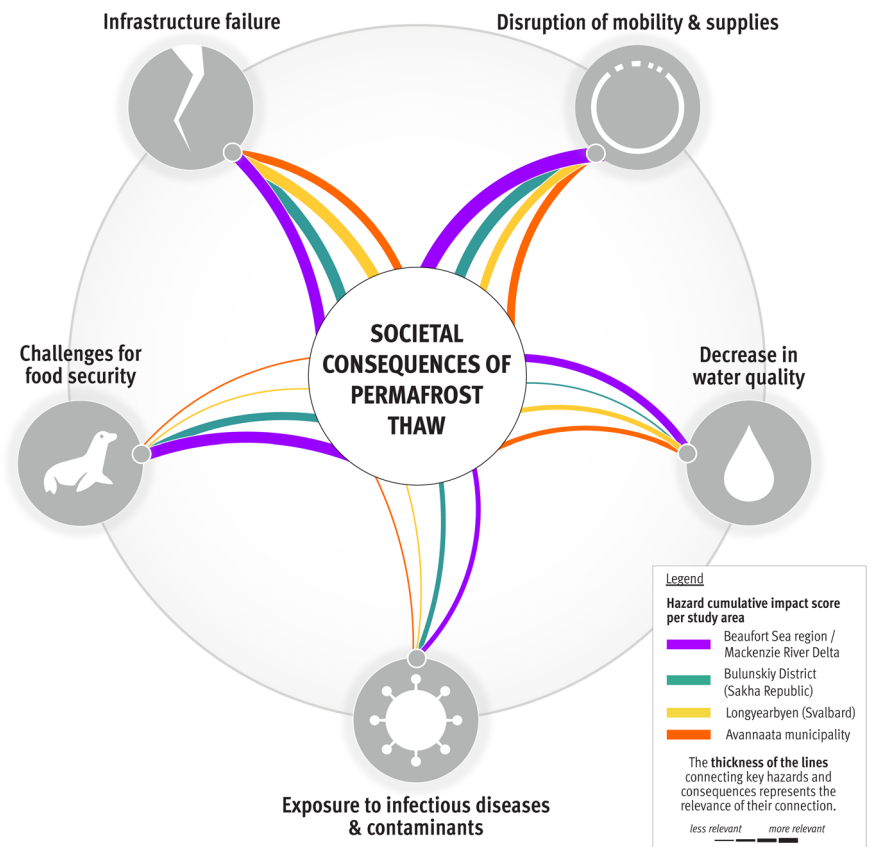 Infrastructure failure
Disruption of mobility & supplies
SOCIETAL
CONSEQUENCES OF
PERMAFROST
THAW
Challenges for
food security
Decrease in
water quality
Exposure to infectious diseases
& contaminants
Legend
Hazard cumulative impact score
per study area
Beaufort Sea region /
Mackenzie River Delta
Bulunskiy District
(Sakha Republic)
Longyearbyen (Svalbard)
Avannaata municipality
The thickness of the lines
connecting key hazards and
consequences represents the
relevance of their connection.
less relevant more relevant